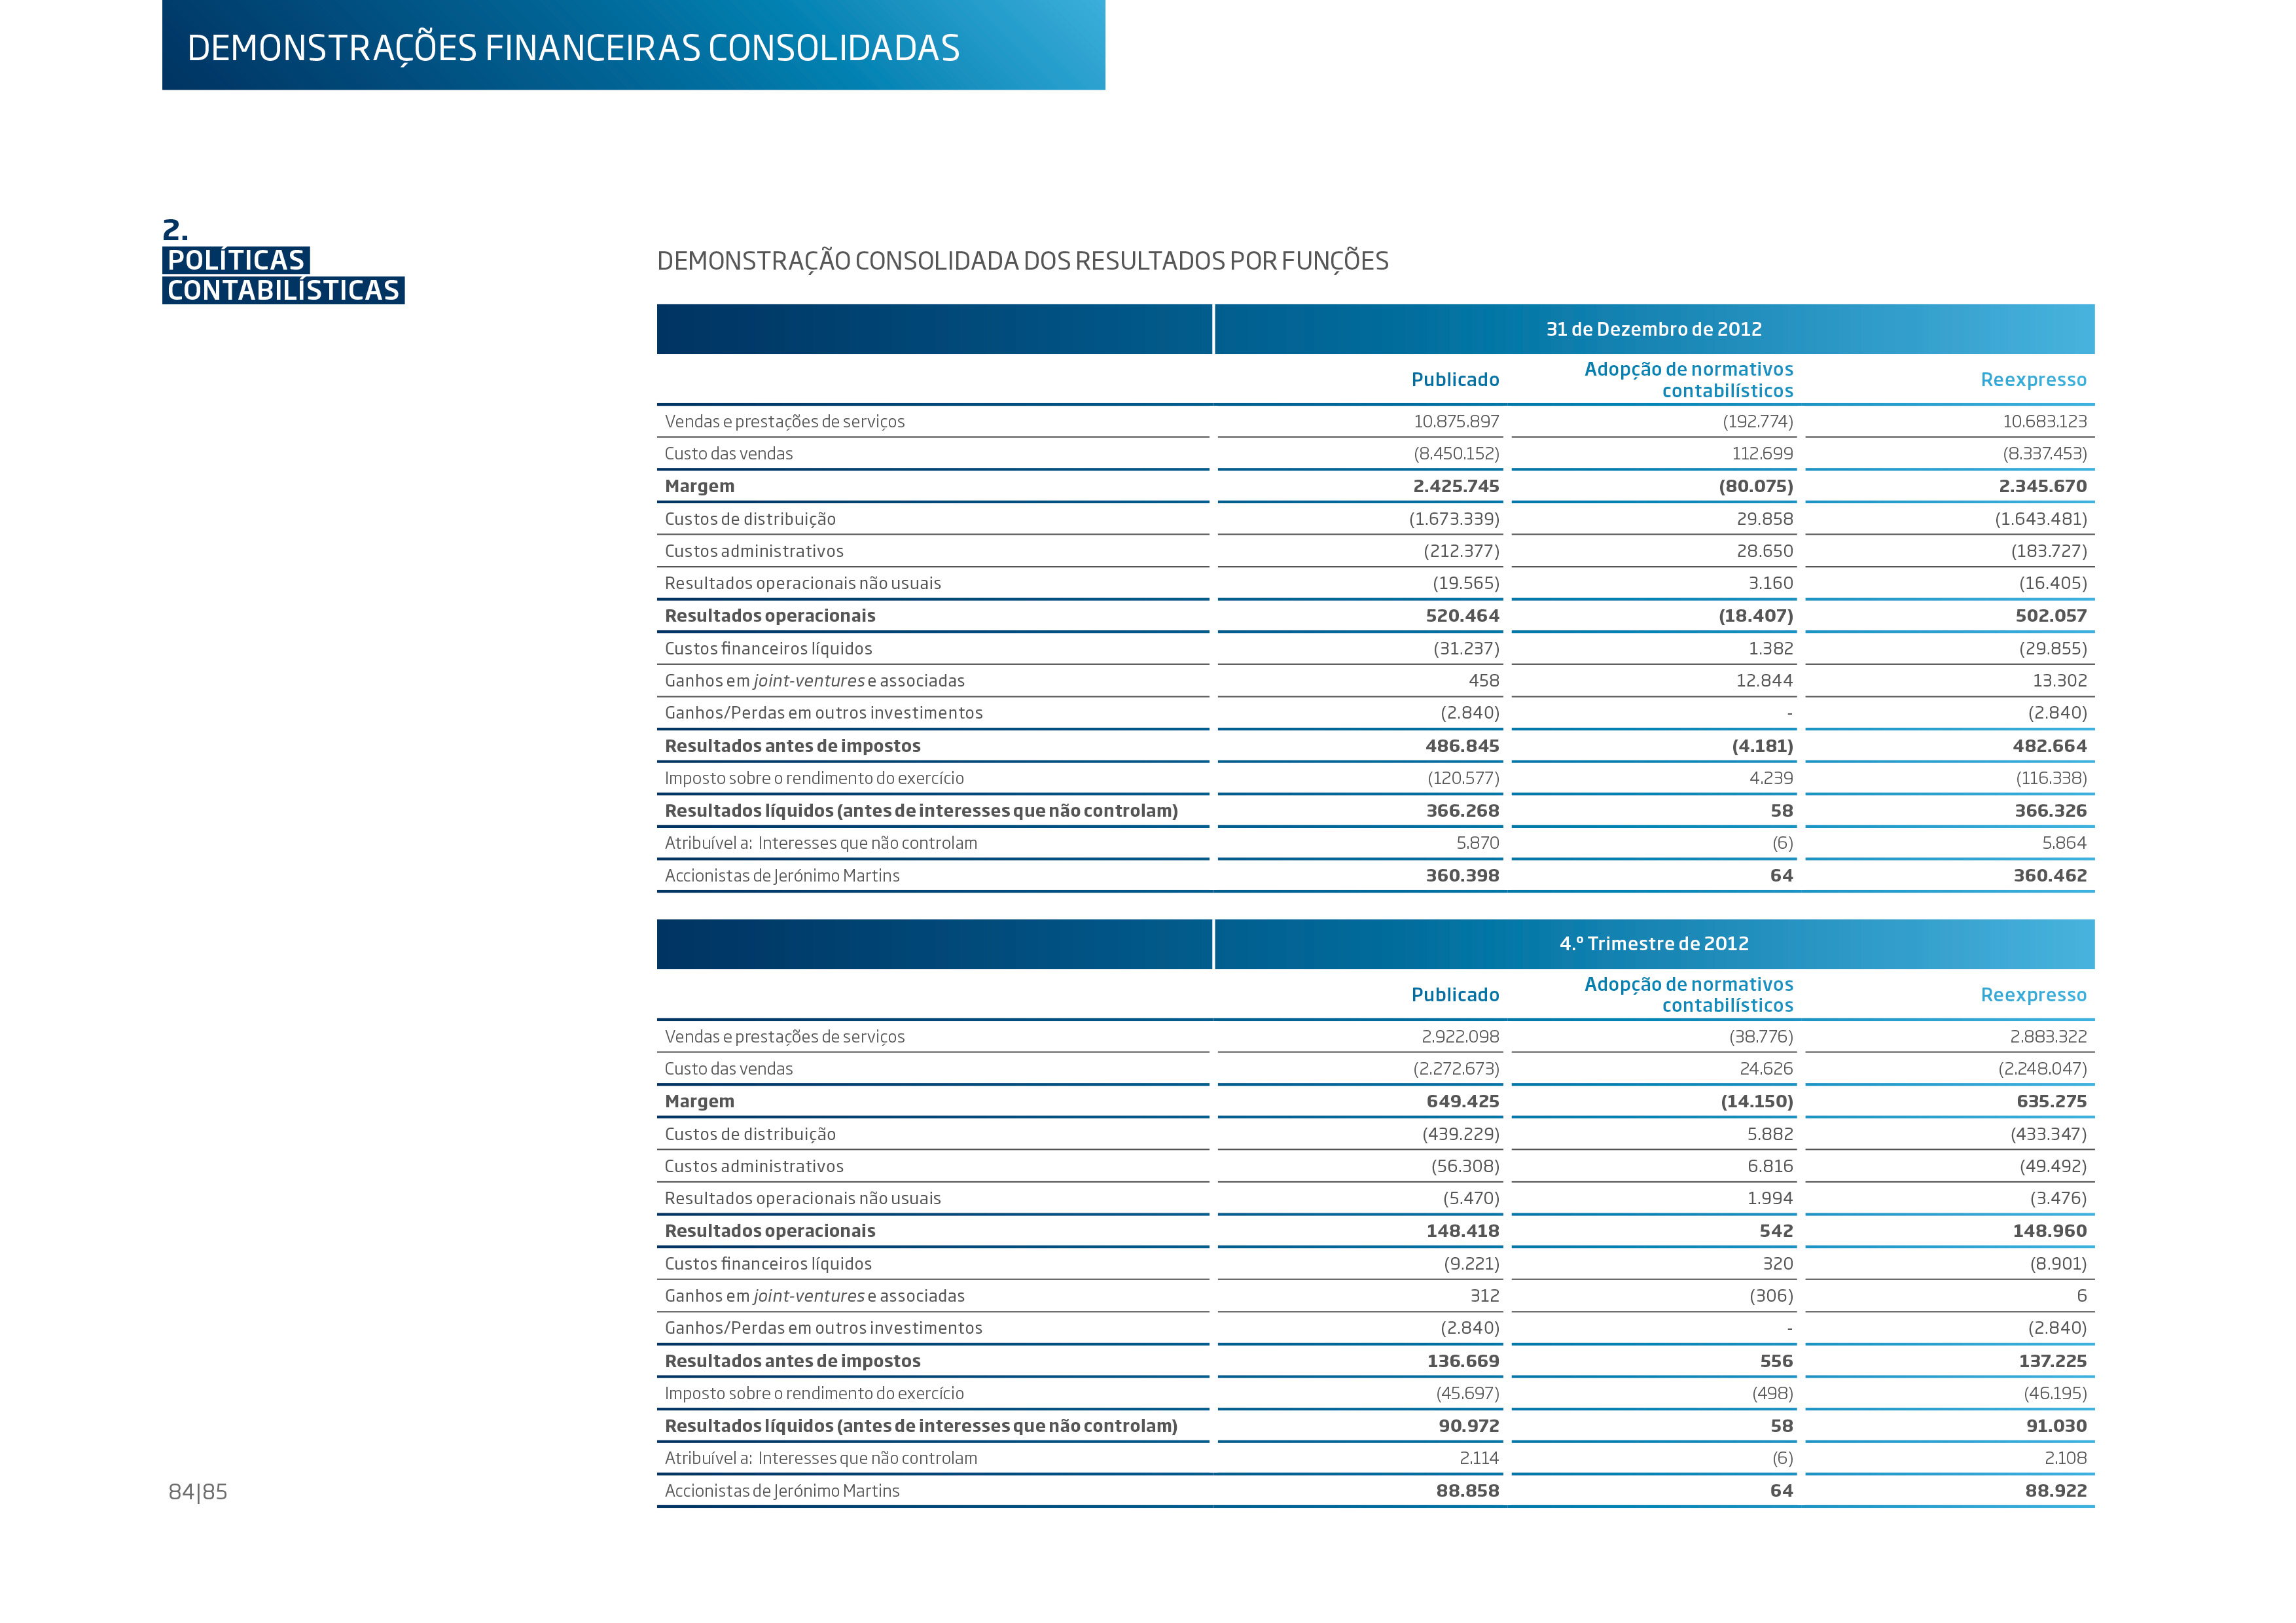 DEMONSTRAÇÕES FINANCEIRAS CONSOLIDADAS
2.
POLÍTICAS
CONTABILÍSTICAS
DEMONSTRAÇÃO CONSOLIDADA DOS RESULTADOS POR FUNÇÕES
31 de Dezembro de 2012
Publicado Adopção de normativos contabilísticos Reexpresso
Vendas e prestações de serviços 10.875.897 (192.774) 10.683.123
Custo das vendas (8.450.152) 112.699 (8.337.453)
Margem 2.425.745 (80.075) 2.345.670
Custos de distribuição (1.673.339) 29.858 (1.643.481)
Custos administrativos (212.377) 28.650 (183.727)
Resultados operacionais não usuais (19.565) 3.160 (16.405)
Resultados operacionais 520.464 (18.407) 502.057
Custos financeiros líquidos (31.237) 1.382 (29.855)
Ganhos em joint-ventures e associadas 458 12.844 13.302
Ganhos/Perdas em outros investimentos (2.840) - (2.840)
Resultados antes de impostos 486.845 (4.181) 482.664
Imposto sobre o rendimento do exercício (120.577) 4.239 (116.338)
Resultados líquidos (antes de interesses que não controlam) 366.268 58 366.326
Atribuível a: Interesses que não controlam 5.870 (6) 5.864
Accionistas de Jerónimo Martins 360.398 64 360.462
4.º Trimestre de 2012
Publicado Adopção de normativos contabilísticos Reexpresso
Vendas e prestações de serviços 2.922.098 (38.776) 2.883.322
Custo das vendas (2.272.673) 24.626 (2.248.047)
Margem 649.425 (14.150) 635.275
Custos de distribuição (439.229) 5.882 (433.347)
Custos administrativos (56.308) 6.816 (49.492)
Resultados operacionais não usuais (5.470) 1.994 (3.476)
Resultados operacionais 148.418 542 148.960
Custos financeiros líquidos (9.221) 320 (8.901)
Ganhos em joint-ventures e associadas 312 (306) 6
Ganhos/Perdas em outros investimentos (2.840) - (2.840)
Resultados antes de impostos 136.669 556 137.225
Imposto sobre o rendimento do exercício (45.697) (498) (46.195)
Resultados líquidos (antes de interesses que não controlam) 90.972 58 91.030
Atribuível a: Interesses que não controlam 2.114 (6) 2.108
Accionistas de Jerónimo Martins 88.858 64 88.922
84|85